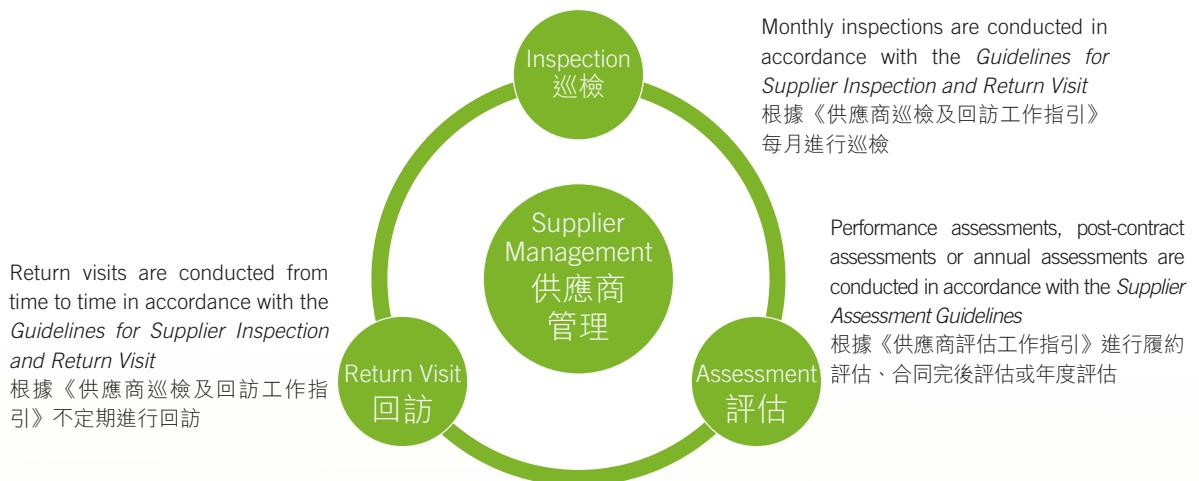 Inspection
巡檢
Monthly inspections are conducted in
accordance with the Guidelines for
Supplier Inspection and Return Visit
根據《供應商巡檢及回訪工作指引》
每月進行巡檢
Supplier
Management
供應商
管理
Performance assessments, post-contract
assessments or annual assessments are
conducted in accordance with the Supplier
Assessment Guidelines
根據《供應商評估工作指引》進行履約
評估、合同完後評估或年度評估
Return visits are conducted from
time to time in accordance with the
Guidelines for Supplier Inspection
and Return Visit
根據《供應商巡檢及回訪工作指
引》不定期進行回訪
Return Visit
回訪
Assessment
評估